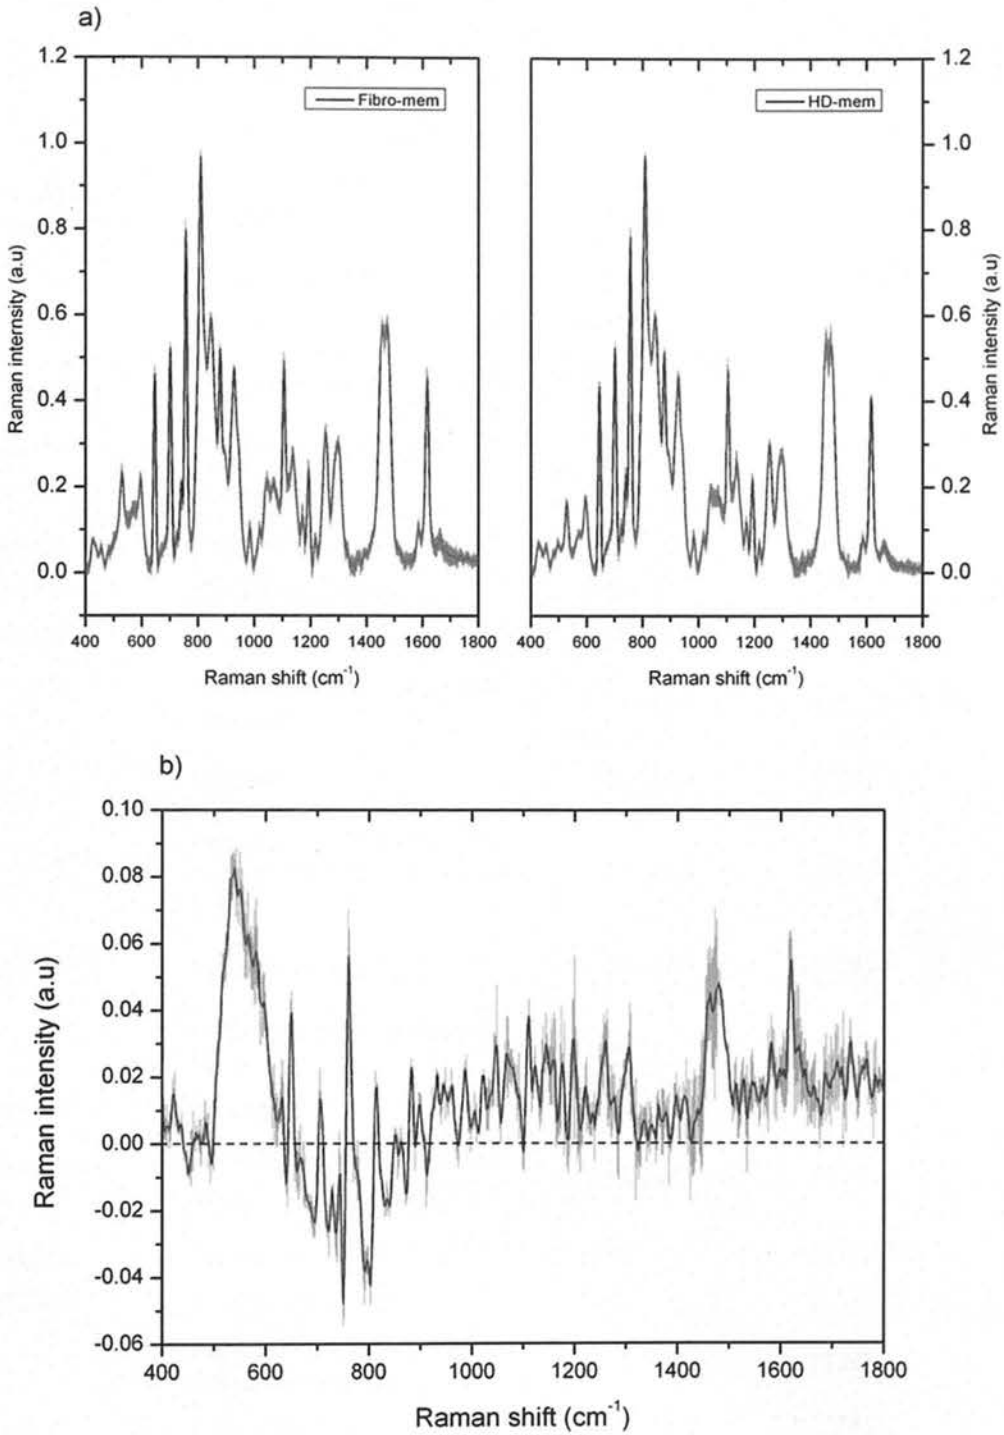 a)
1.2
1.0
0.8
0.6
0.4
0.2
0.0
Raman internsity (a.u)
Fibro-mem
400 600 800 1000 1200 1400 1600 1800
Raman shift (cm⁻¹)
HD-mem
400 600 800 1000 1200 1400 1600 1800
Raman shift (cm⁻¹)
1.2
1.0
0.8
0.6
0.4
0.2
0.0
Raman intensity (a.u)
b)
0.10
0.08
0.06
0.04
0.02
0.00
-0.02
-0.04
-0.06
Raman intensity (a.u)
400 600 800 1000 1200 1400 1600 1800
Raman shift (cm⁻¹)